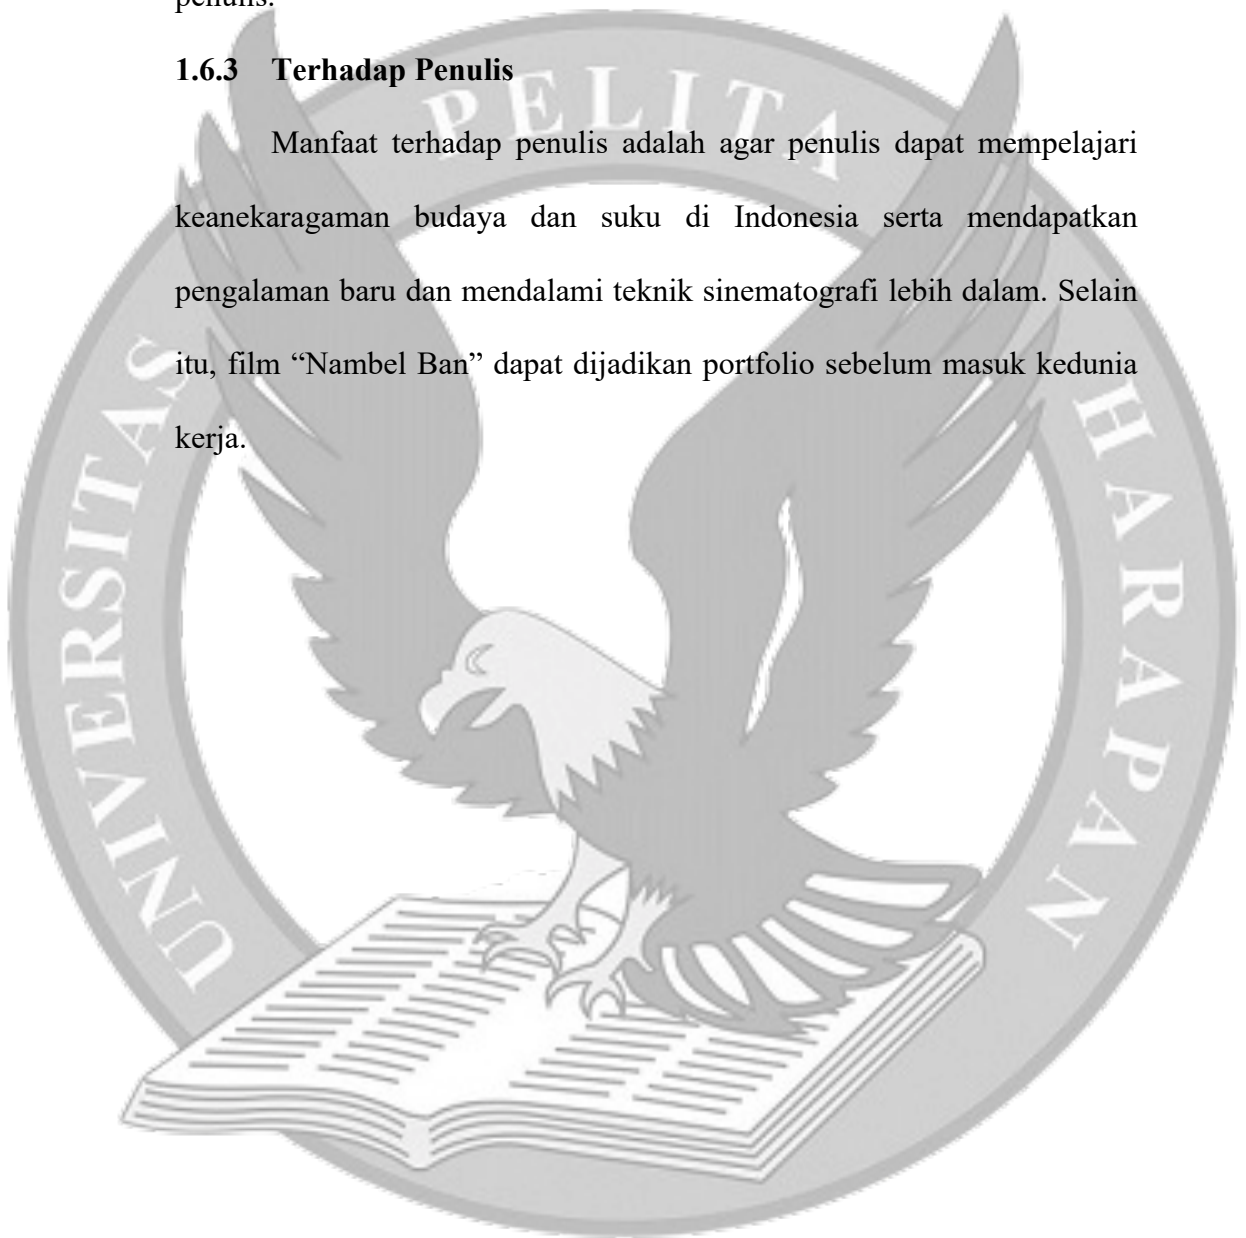 penulis.
1.6.3 Terhadap Penulis
Manfaat terhadap penulis adalah agar penulis dapat mempelajari
keanekaragaman budaya dan suku di Indonesia serta mendapatkan
pengalaman baru dan mendalami teknik sinematografi lebih dalam. Selain
itu, film “Nambel Ban” dapat dijadikan portfolio sebelum masuk kedunia
kerja.
UNIVERSITAS PELITA HARAPAN